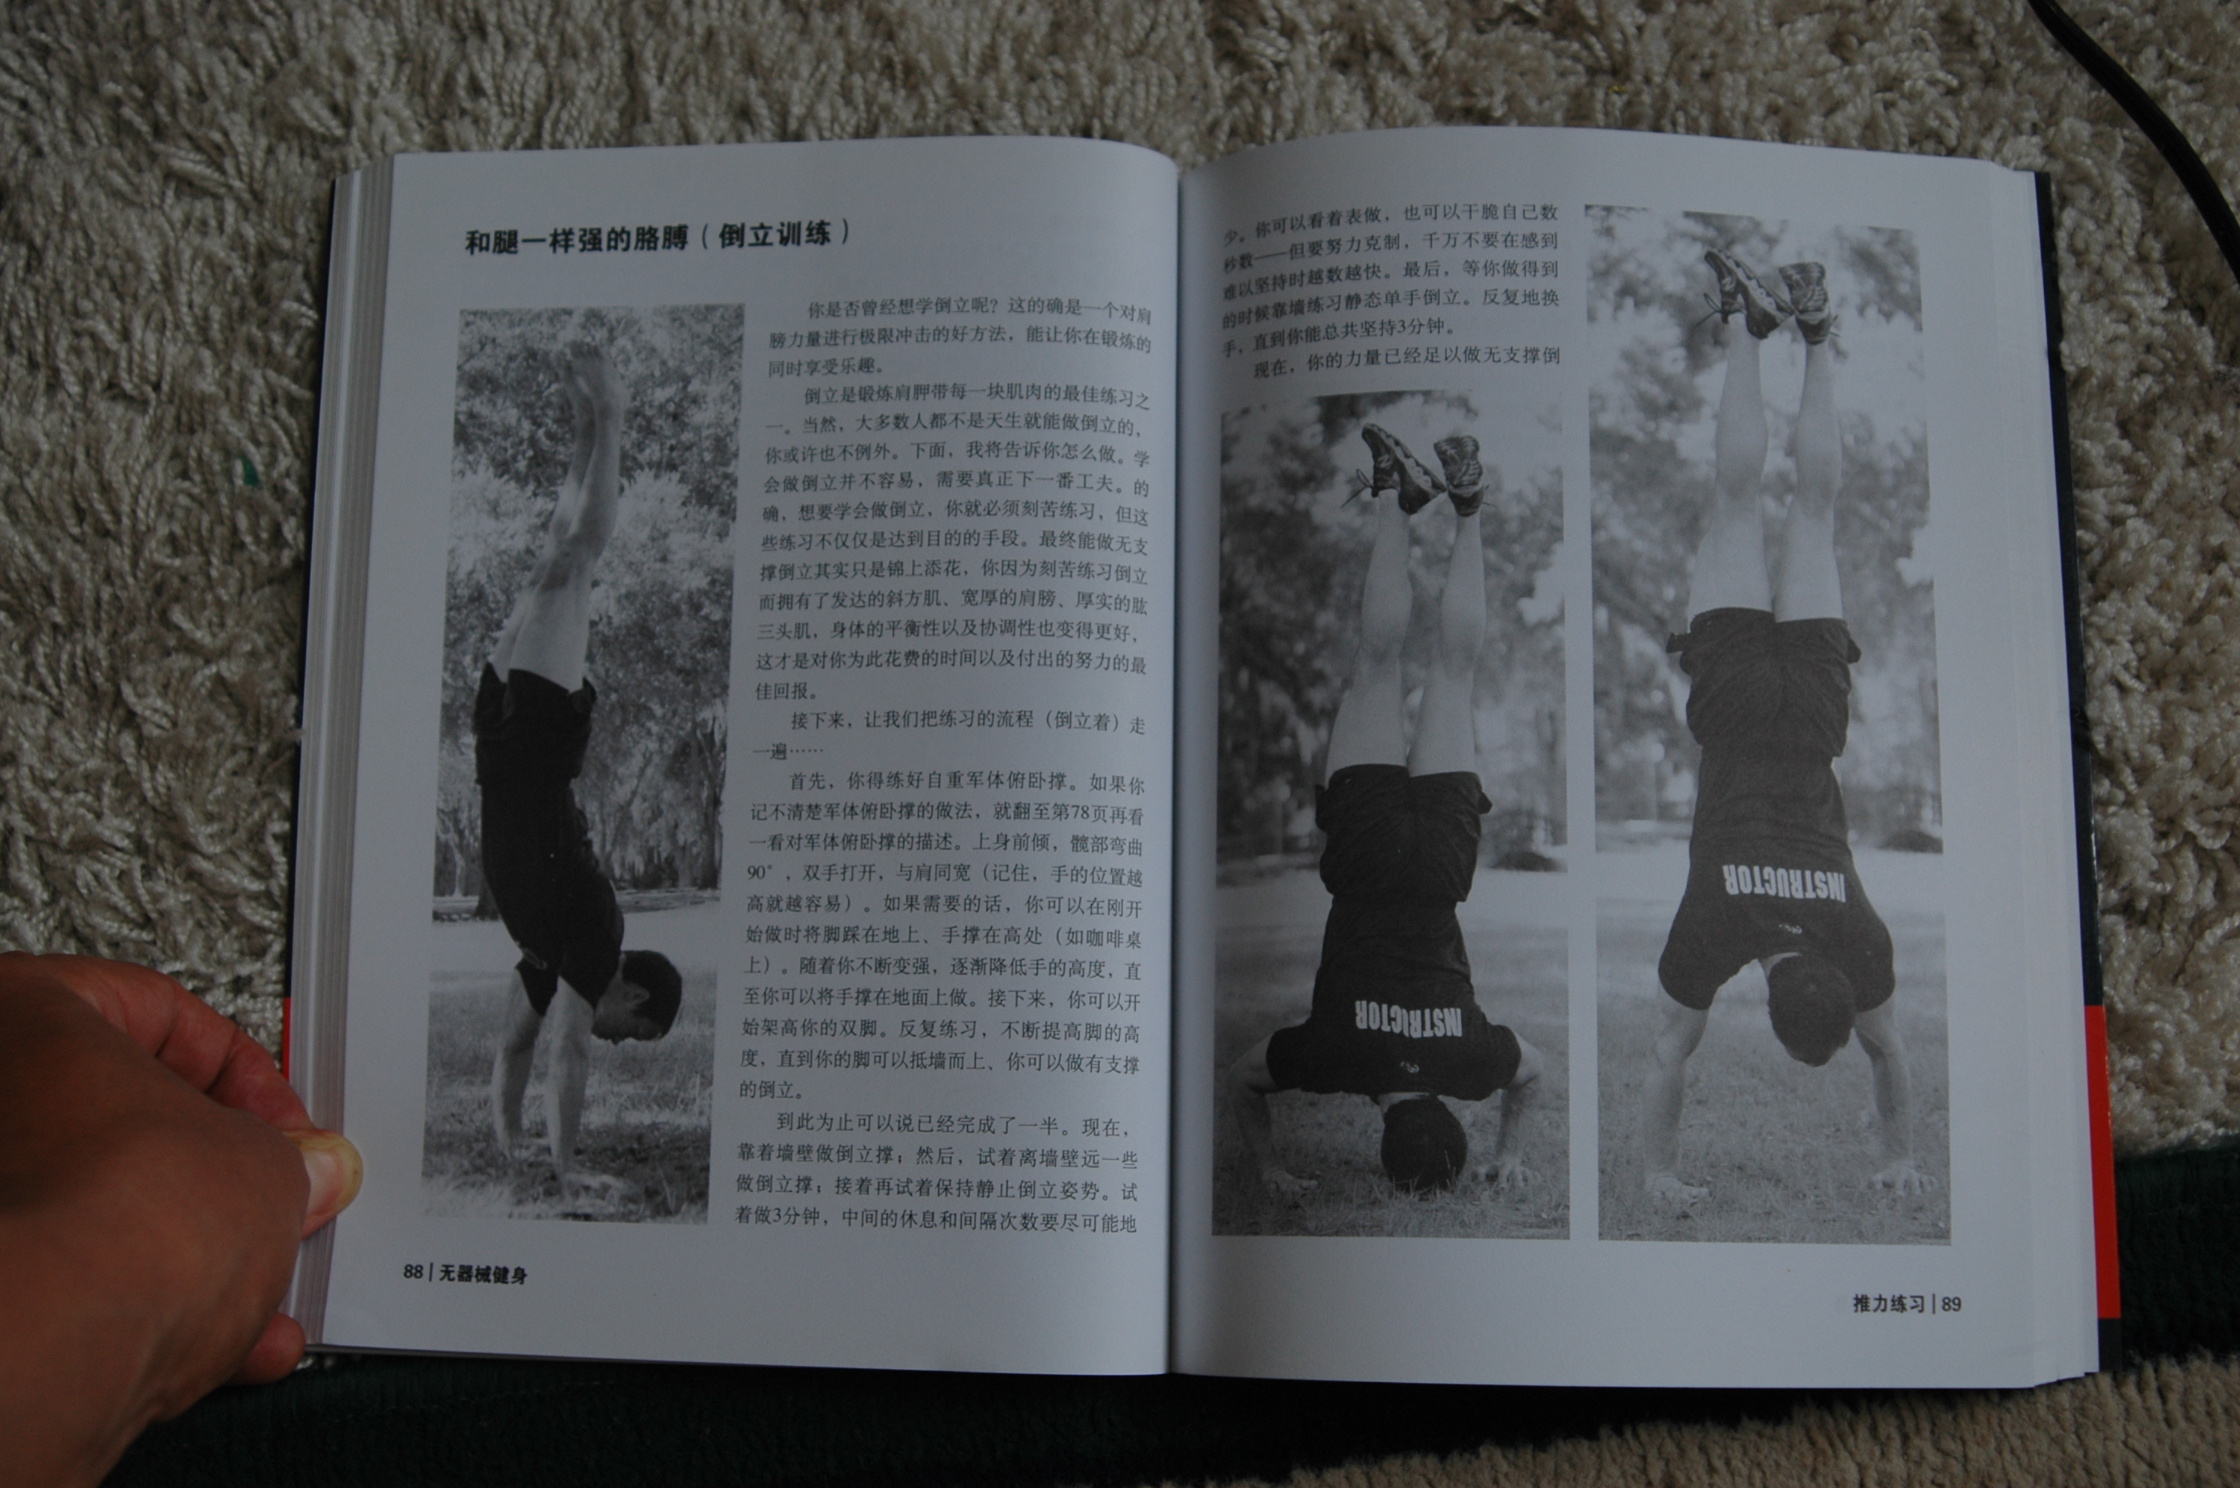 和腿一样强的胳膊（倒立训练）
你是否曾经想学倒立呢？这的确是一个对肩
膀力量进行极限冲击的好方法，能让你在锻炼的
同时享受乐趣。
倒立是锻炼肩胛带每一块肌肉的最佳练习之
一。当然，大多数人都不是天生就能做倒立的，
你或许也不例外。下面，我将告诉你怎么做。学
会做倒立并不容易，需要真正下一番工夫。的
确，想要学会做倒立，你就必须刻苦练习，但这
些练习不仅仅是达到目的的手段。最终能做无支
撑倒立其实只是锦上添花，你因为刻苦练习倒立
而拥有了发达的斜方肌、宽厚的肩膀、厚实的肱
三头肌，身体的平衡性以及协调性也变得更好，
这才是对你为此花费的时间以及付出的努力的最
佳回报。
接下来，让我们把练习的流程（倒立着）走
一遍……
首先，你得练好自重军体俯卧撑。如果你
记不清楚军体俯卧撑的做法，就翻至第78页再看
一看对军体俯卧撑的描述。上身前倾，髋部弯曲
90°，双手打开，与肩同宽（记住，手的位置越
高就越容易）。如果需要的话，你可以在刚开
始做时将脚踩在地上、手撑在高处（如咖啡桌
上）。随着你不断变强，逐渐降低手的高度，直
至你可以将手撑在地面上做。接下来，你可以开
始架高你的双脚。反复练习，不断提高脚的高
度，直到你的脚可以抵墙而上、你可以做有支撑
的倒立。
到此为止可以说已经完成了一半。现在，
靠着墙壁做倒立撑；然后，试着离墙壁远一些
做倒立撑；接着再试着保持静止倒立姿势。试
着做3分钟，中间的休息和间隔次数要尽可能地
88 | 无器械健身
少。你可以看着表做，也可以干脆自己数
秒数——但要努力克制，千万不要在感到
难以坚持时越数越快。最后，等你做得到
的时候靠墙练习静态单手倒立。反复地换
手，直到你能总共坚持3分钟。
现在，你的力量已经足以做无支撑倒
INSTRUCTOR
INSTRUCTOR
推力练习 | 89